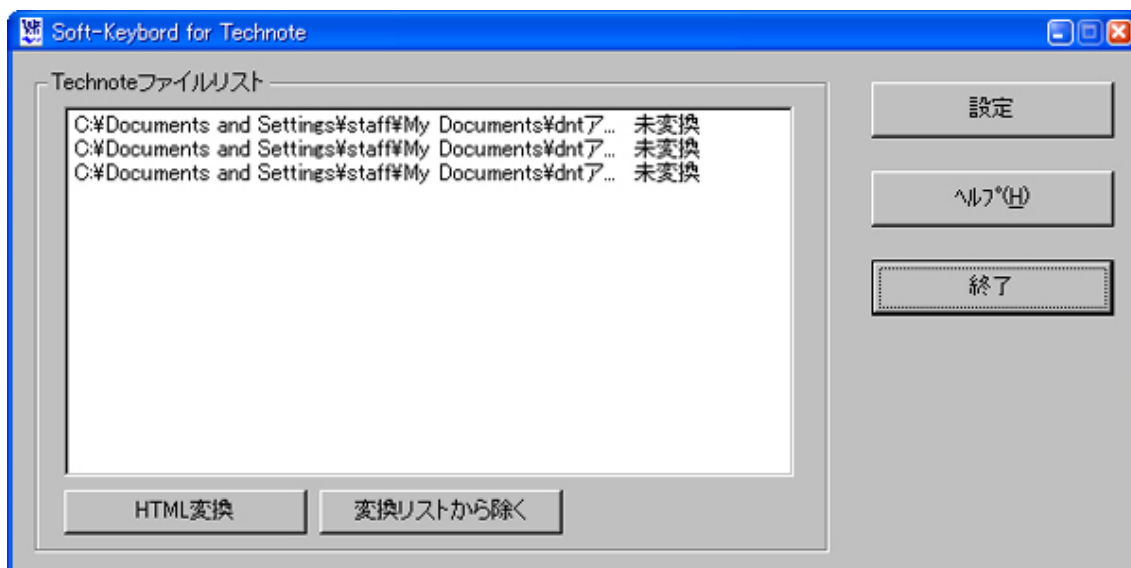 Soft-Keybord for Technote
Technoteファイルリスト
C:¥Documents and Settings¥staff¥My Documents¥dntア... 未変換
C:¥Documents and Settings¥staff¥My Documents¥dntア... 未変換
C:¥Documents and Settings¥staff¥My Documents¥dntア... 未変換
設定
ﾍﾙﾌﾟ(H)
終了
HTML変換
変換リストから除く